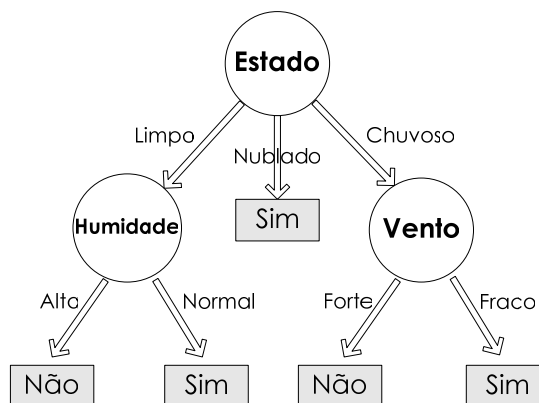 Estado
Limpo
Nublado
Chuvoso
Humidade
Sim
Vento
Alta
Normal
Forte
Fraco
Não
Sim
Não
Sim